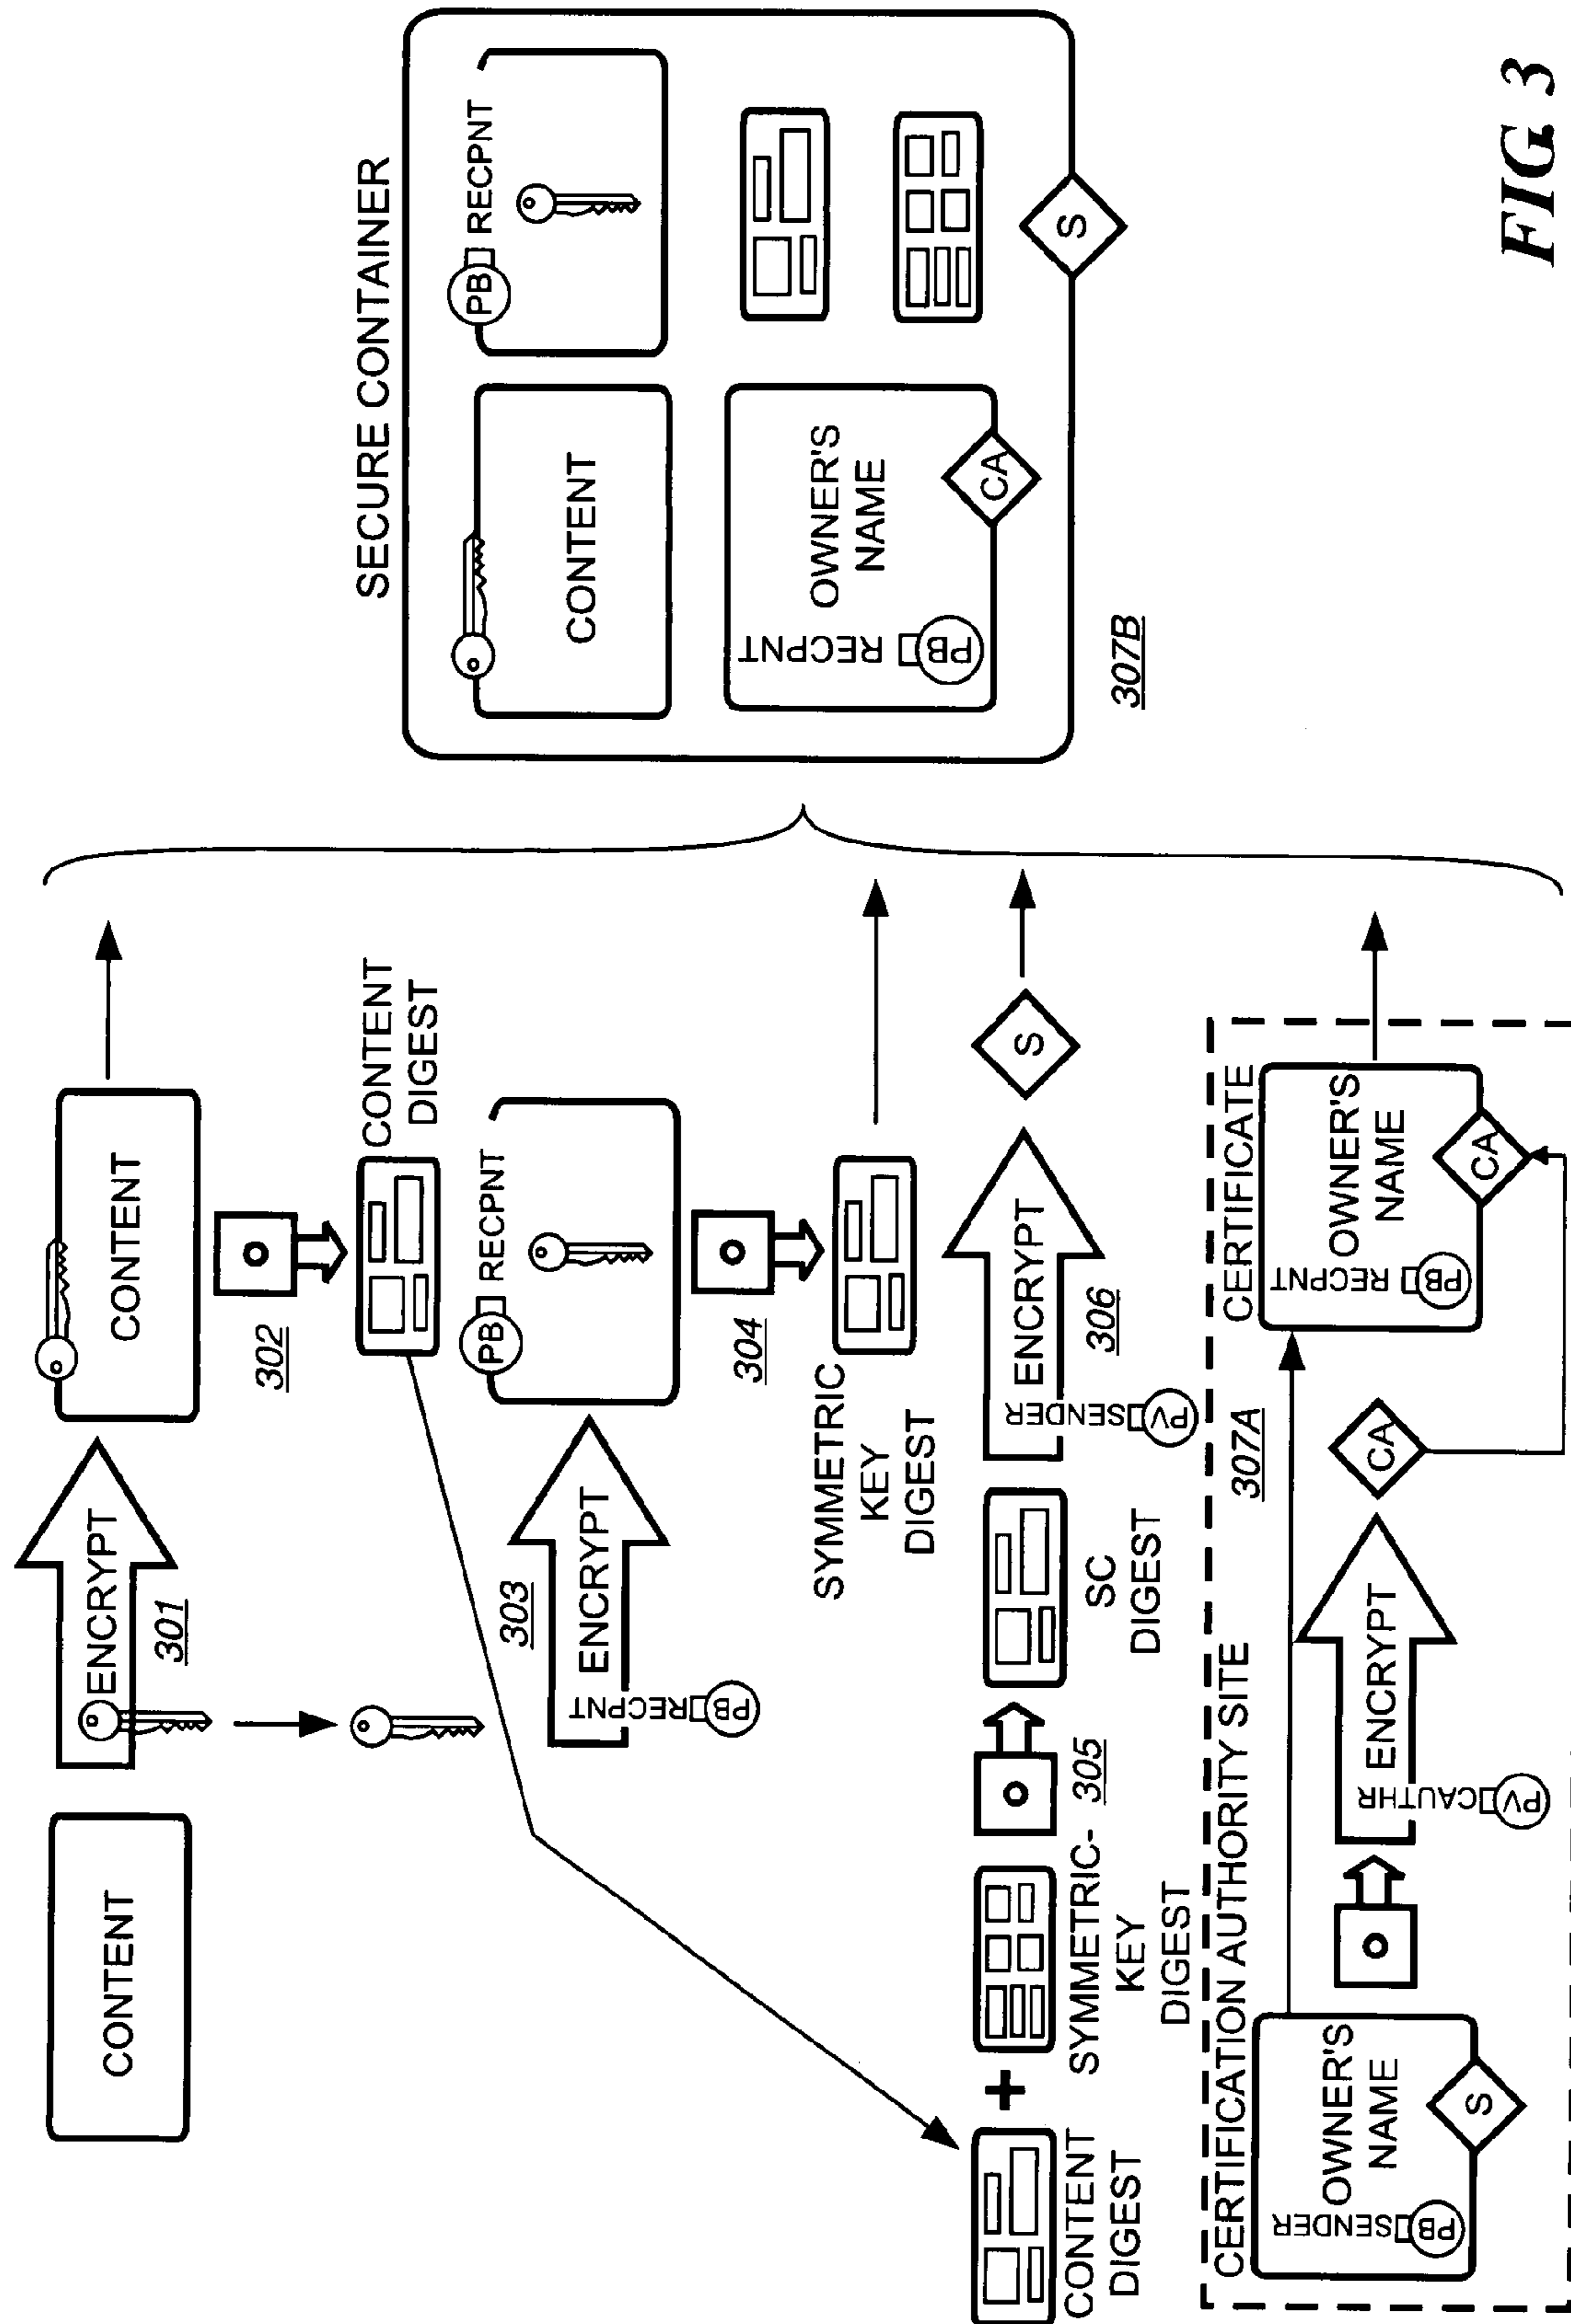 CONTENT
ENCRYPT
301
CONTENT
302
CONTENT
DIGEST
303
ENCRYPT
RECPNT
PB
PB
RECPNT
304
SYMMETRIC
KEY
DIGEST
CONTENT
DIGEST
+
SYMMETRIC-
KEY
DIGEST
305
SC
DIGEST
ENCRYPT
SENDER
PV
306
S
CERTIFICATION AUTHORITY SITE
307A
OWNER'S
NAME
SENDER
PB
S
ENCRYPT
CAUTHR
PV
CA
CERTIFICATE
OWNER'S
NAME
RECPNT
PB
CA
SECURE CONTAINER
CONTENT
PB
RECPNT
OWNER'S
NAME
RECPNT
PB
CA
S
307B
FIG. 3